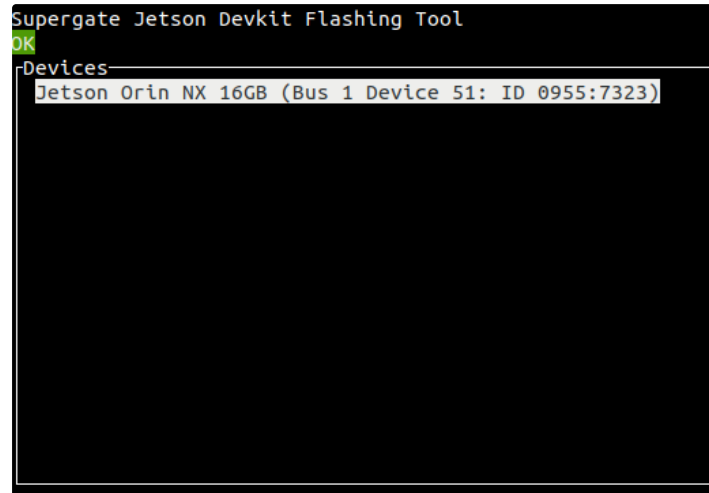 Supergate Jetson Devkit Flashing Tool
OK
Devices
Jetson Orin NX 16GB (Bus 1 Device 51: ID 0955:7323)